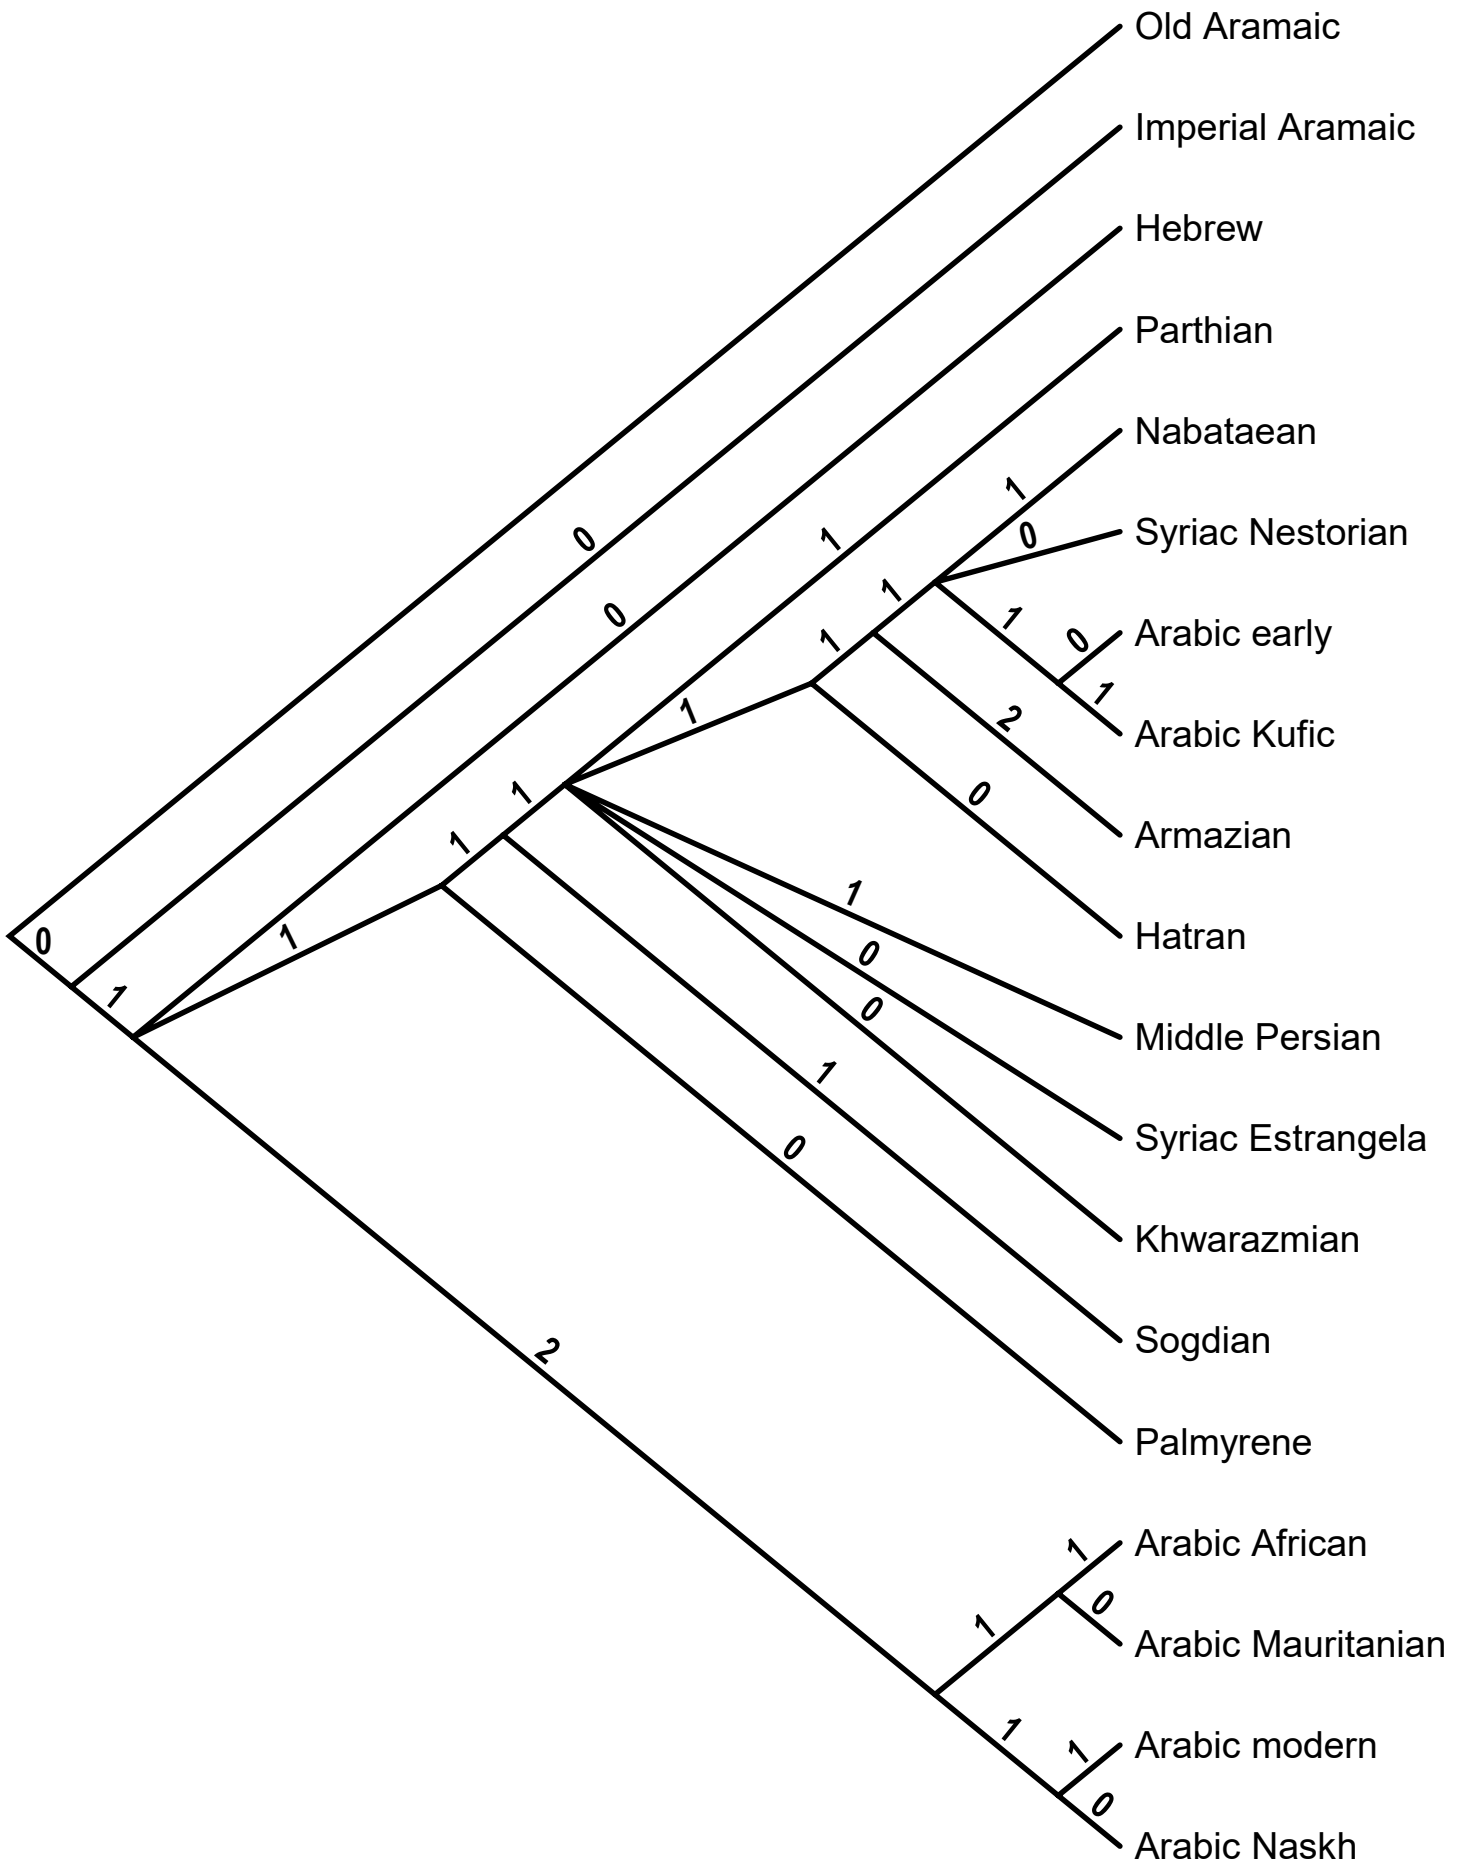 Old Aramaic
Imperial Aramaic
Hebrew
Parthian
Nabataean
1
Syriac Nestorian
0
0
1
1
1
0
Arabic early
0
1
1
Arabic Kufic
1
2
1
0
Armazian
1
1
0
1
Hatran
0
1
0
1
0
Middle Persian
1
Syriac Estrangela
0
Khwarazmian
Sogdian
2
Palmyrene
1
Arabic African
0
1
Arabic Mauritanian
1
1
Arabic modern
0
Arabic Naskh